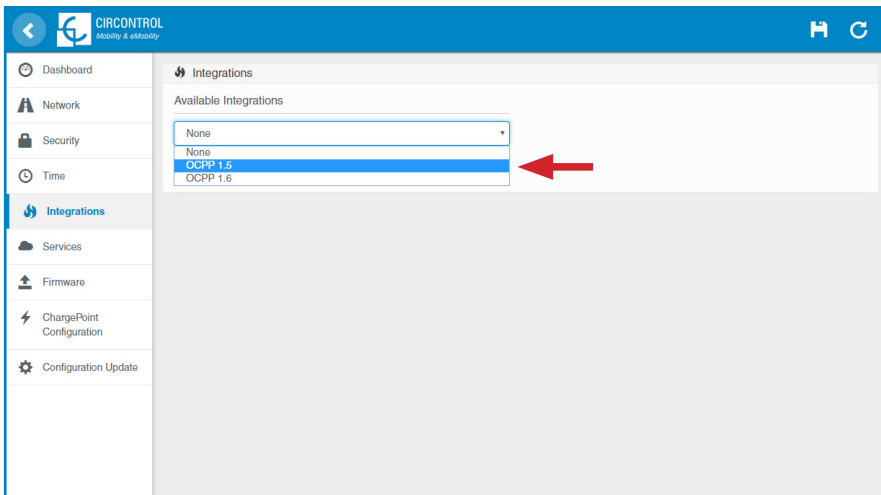 CIRCONTROL
Mobility & eMobility
Dashboard
Network
Security
Time
Integrations
Services
Firmware
ChargePoint
Configuration
Configuration Update
Integrations
Available Integrations
None
None
OCPP 1.5
OCPP 1.6